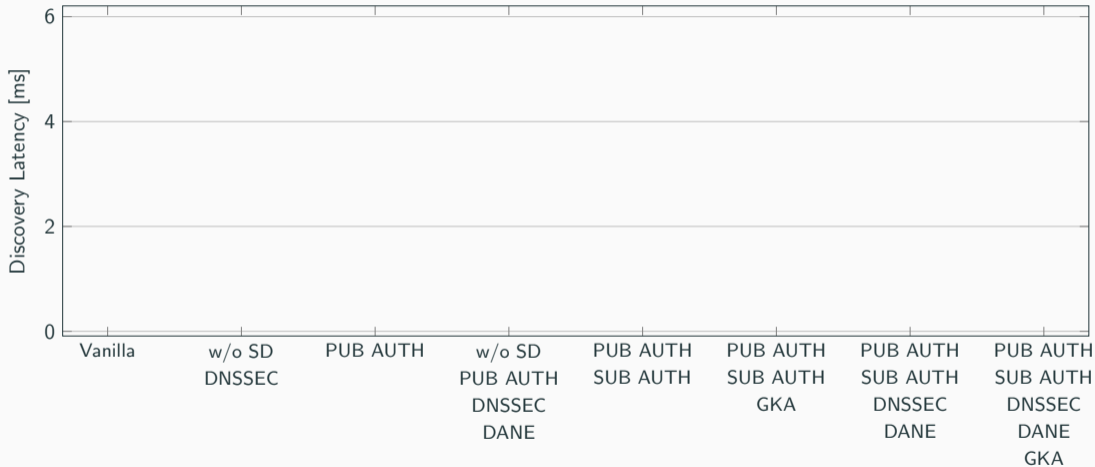 6
4
2
0
Discovery Latency [ms]
Vanilla
w/o SD
DNSSEC
PUB AUTH
w/o SD
PUB AUTH
DNSSEC
DANE
PUB AUTH
SUB AUTH
PUB AUTH
SUB AUTH
GKA
PUB AUTH
SUB AUTH
DNSSEC
DANE
PUB AUTH
SUB AUTH
DNSSEC
DANE
GKA